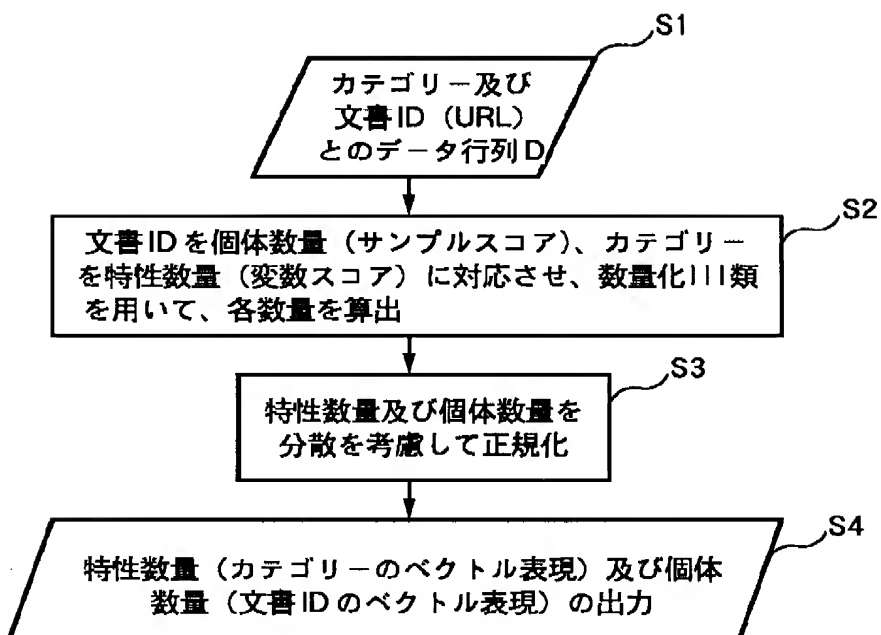 S1
カテゴリー及び
文書ID（URL）
とのデータ行列D
S2
文書IDを個体数量（サンプルスコア）、カテゴリー
を特性数量（変数スコア）に対応させ、数量化III類
を用いて、各数量を算出
S3
特性数量及び個体数量を
分散を考慮して正規化
S4
特性数量（カテゴリーのベクトル表現）及び個体
数量（文書IDのベクトル表現）の出力